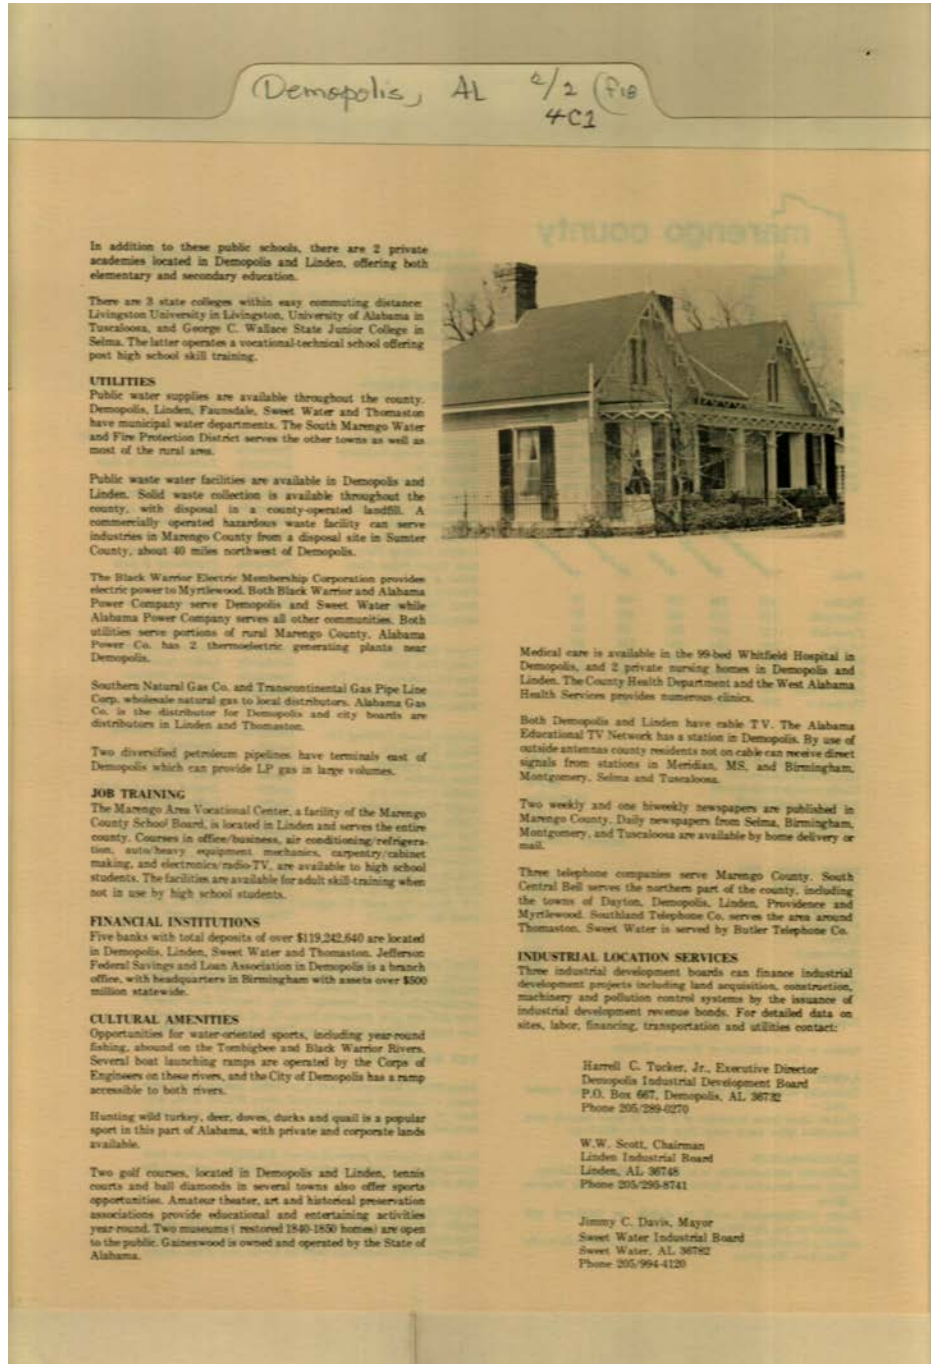 Demopolis, AL 2/2 (F18
4C1
marengo county
In addition to these public schools, there are 2 private
academies located in Demopolis and Linden, offering both
elementary and secondary education.
There are 3 state colleges within easy commuting distance:
Livingston University in Livingston, University of Alabama in
Tuscaloosa, and George C. Wallace State Junior College in
Selma. The latter operates a vocational-technical school offering
post high school skill training.
UTILITIES
Public water supplies are available throughout the county.
Demopolis, Linden, Faunsdale, Sweet Water and Thomaston
have municipal water departments. The South Marengo Water
and Fire Protection District serves the other towns as well as
most of the rural area.
Public waste water facilities are available in Demopolis and
Linden. Solid waste collection is available throughout the
county, with disposal in a county-operated landfill. A
commercially operated hazardous waste facility can serve
industries in Marengo County from a disposal site in Sumter
County, about 40 miles northwest of Demopolis.
The Black Warrior Electric Membership Corporation provides
electric power to Myrtlewood. Both Black Warrior and Alabama
Power Company serve Demopolis and Sweet Water while
Alabama Power Company serves all other communities. Both
utilities serve portions of rural Marengo County. Alabama
Power Co. has 2 thermoelectric generating plants near
Demopolis.
Southern Natural Gas Co. and Transcontinental Gas Pipe Line
Corp. wholesale natural gas to local distributors. Alabama Gas
Co. is the distributor for Demopolis and city boards are
distributors in Linden and Thomaston.
Two diversified petroleum pipelines have terminals east of
Demopolis which can provide LP gas in large volumes.
JOB TRAINING
The Marengo Area Vocational Center, a facility of the Marengo
County School Board, is located in Linden and serves the entire
county. Courses in office/business, air conditioning/refrigera-
tion, auto/heavy equipment mechanics, carpentry/cabinet
making, and electronics/radio-TV, are available to high school
students. The facilities are available for adult skill-training when
not in use by high school students.
FINANCIAL INSTITUTIONS
Five banks with total deposits of over $119,242,640 are located
in Demopolis, Linden, Sweet Water and Thomaston. Jefferson
Federal Savings and Loan Association in Demopolis is a branch
office, with headquarters in Birmingham with assets over $500
million statewide.
CULTURAL AMENITIES
Opportunities for water-oriented sports, including year-round
fishing, abound on the Tombigbee and Black Warrior Rivers.
Several boat launching ramps are operated by the Corps of
Engineers on these rivers, and the City of Demopolis has a ramp
accessible to both rivers.
Hunting wild turkey, deer, doves, ducks and quail is a popular
sport in this part of Alabama, with private and corporate lands
available.
Two golf courses, located in Demopolis and Linden, tennis
courts and ball diamonds in several towns also offer sports
opportunities. Amateur theater, art and historical preservation
associations provide educational and entertaining activities
year-round. Two museums ( restored 1840-1850 homes) are open
to the public. Gaineswood is owned and operated by the State of
Alabama.
Medical care is available in the 99-bed Whitfield Hospital in
Demopolis, and 2 private nursing homes in Demopolis and
Linden. The County Health Department and the West Alabama
Health Services provides numerous clinics.
Both Demopolis and Linden have cable TV. The Alabama
Educational TV Network has a station in Demopolis. By use of
outside antennas county residents not on cable can receive direct
signals from stations in Meridian, MS, and Birmingham,
Montgomery, Selma and Tuscaloosa.
Two weekly and one biweekly newspapers are published in
Marengo County. Daily newspapers from Selma, Birmingham,
Montgomery, and Tuscaloosa are available by home delivery or
mail.
Three telephone companies serve Marengo County. South
Central Bell serves the northern part of the county, including
the towns of Dayton, Demopolis, Linden, Providence and
Myrtlewood. Southland Telephone Co. serves the area around
Thomaston. Sweet Water is served by Butler Telephone Co.
INDUSTRIAL LOCATION SERVICES
Three industrial development boards can finance industrial
development projects including land acquisition, construction,
machinery and pollution control systems by the issuance of
industrial development revenue bonds. For detailed data on
sites, labor, financing, transportation and utilities contact:
Harrell C. Tucker, Jr., Executive Director
Demopolis Industrial Development Board
P.O. Box 667, Demopolis, AL 36732
Phone 205/289-0270
W.W. Scott, Chairman
Linden Industrial Board
Linden, AL 36748
Phone 205/295-8741
Jimmy C. Davis, Mayor
Sweet Water Industrial Board
Sweet Water, AL 36782
Phone 205/994-4120